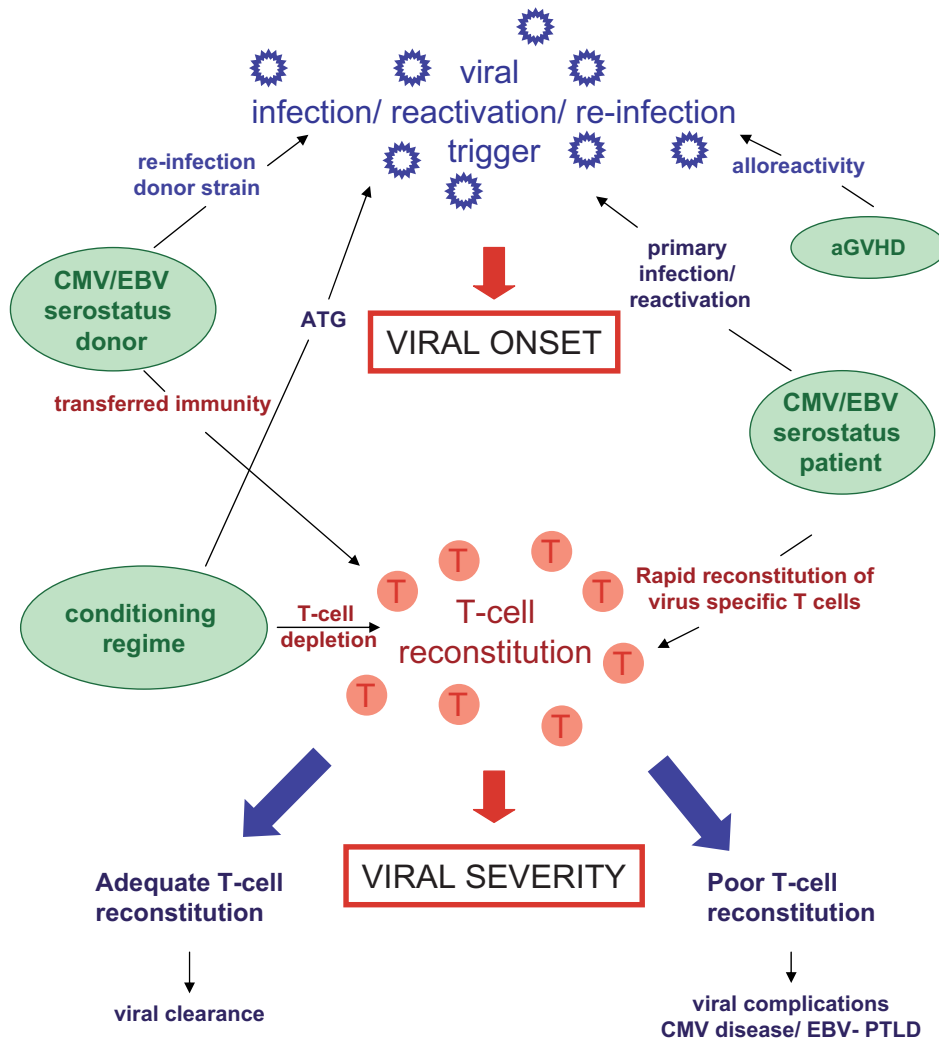 viral
infection/ reactivation/ re-infection
trigger
re-infection
donor strain
alloreactivity
aGVHD
primary
infection/
reactivation
CMV/EBV
serostatus
donor
ATG
VIRAL ONSET
transferred immunity
CMV/EBV
serostatus
patient
T
T
T
T
T
T
T
T
T
Rapid reconstitution of
virus specific T cells
conditioning
regime
T-cell
depletion
T-cell
reconstitution
Adequate T-cell
reconstitution
VIRAL SEVERITY
Poor T-cell
reconstitution
viral clearance
viral complications
CMV disease/ EBV- PTLD